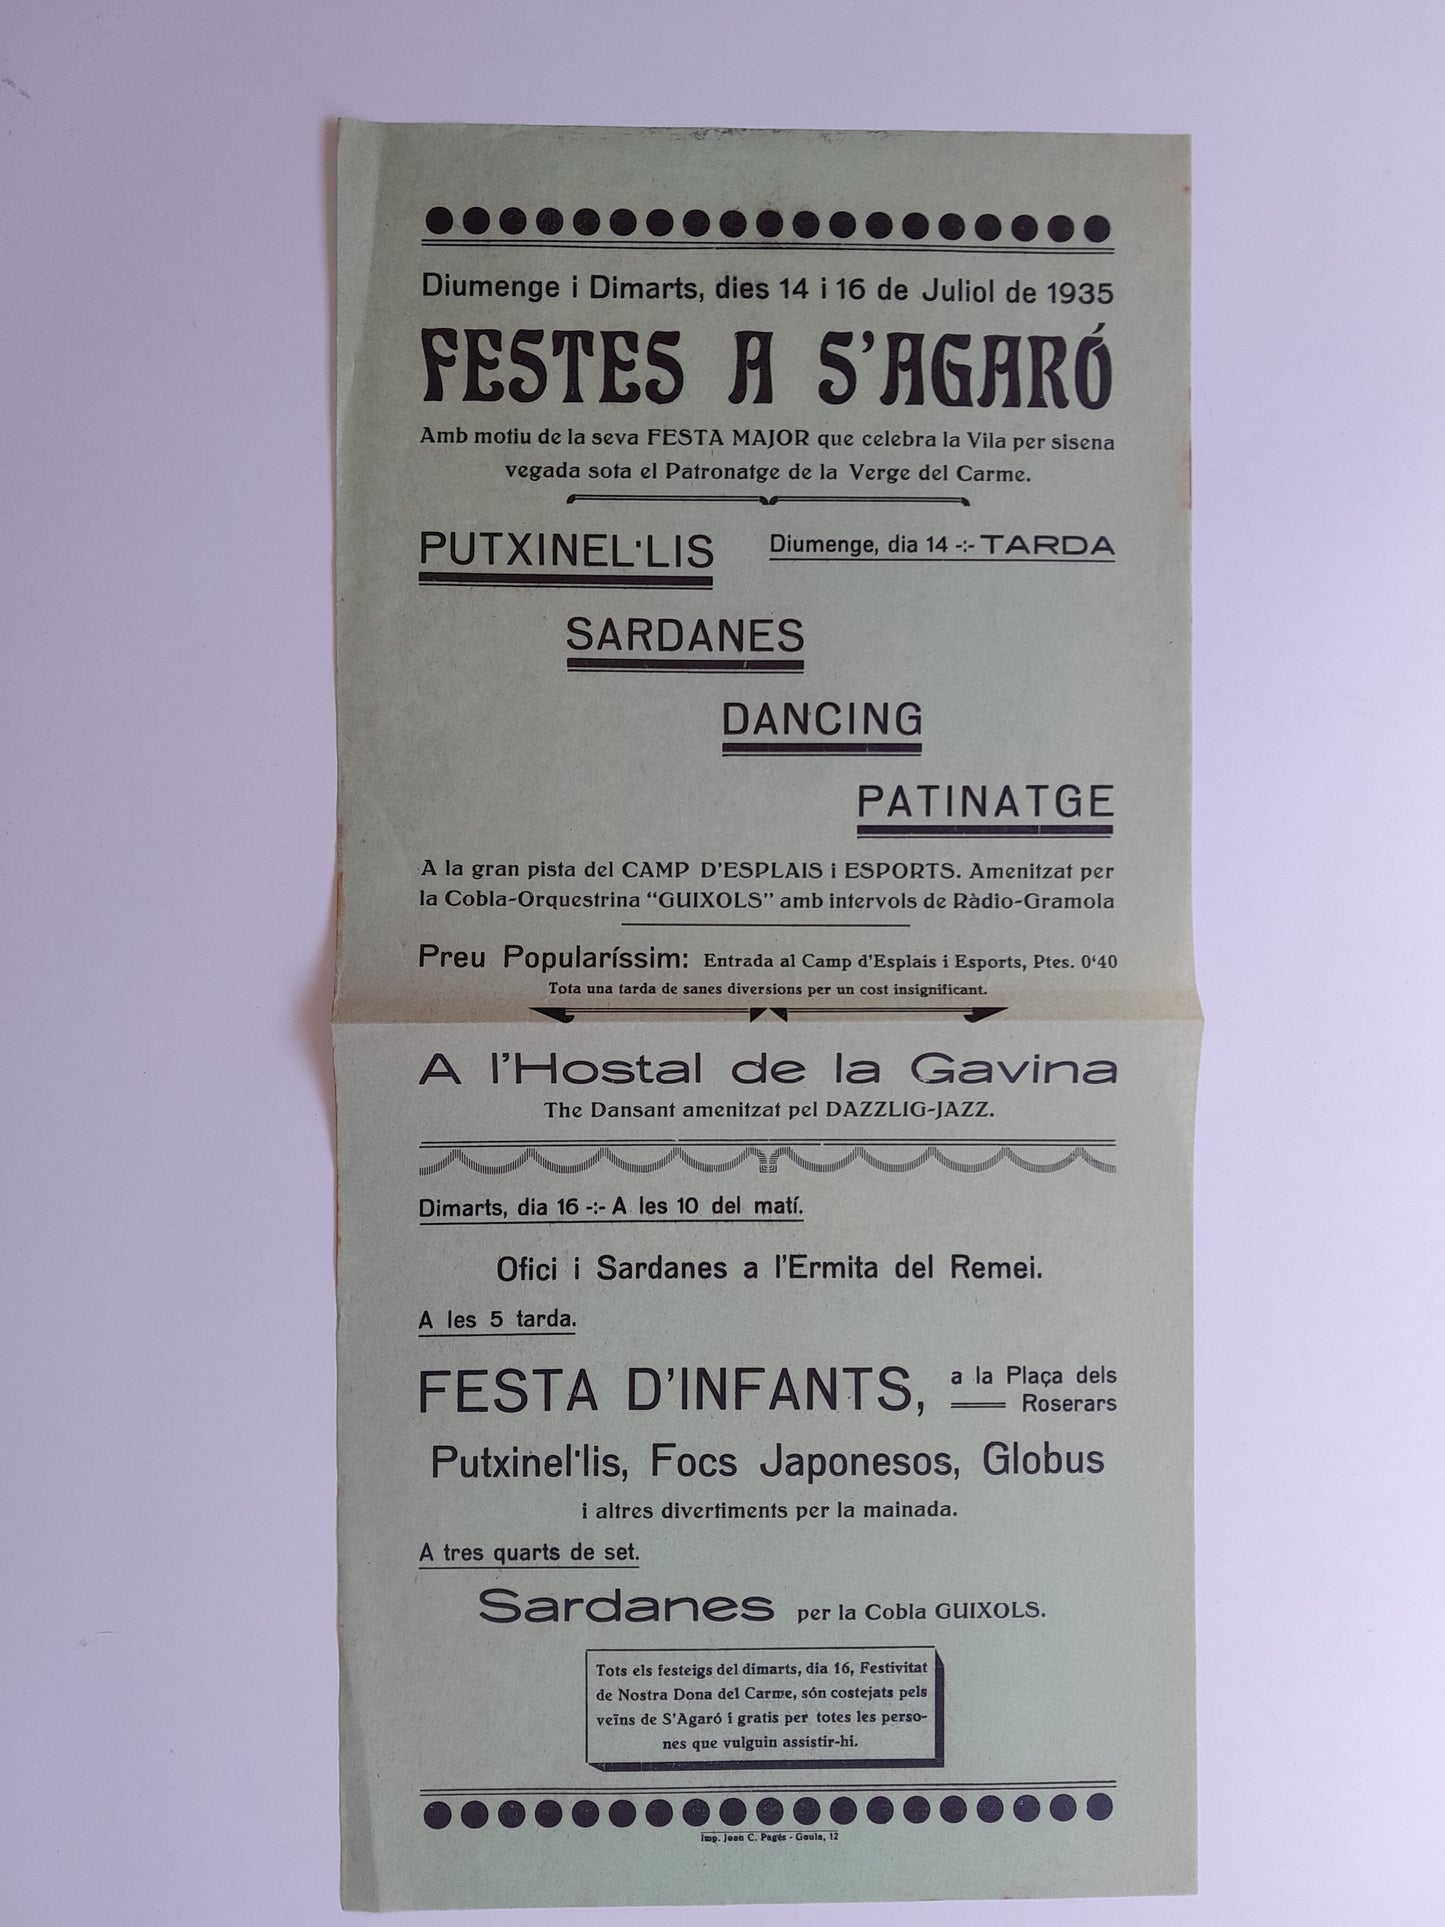 Diumenge i Dimarts, dies 14 i 16 de Juliol de 1935
FESTES A S'AGARÓ
Amb motiu de la seva FESTA MAJOR que celebra la Vila per sisena
vegada sota el Patronatge de la Verge del Carme.
PUTXINEL·LIS
Diumenge, dia 14 -:- TARDA
SARDANES
DANCING
PATINATGE
A la gran pista del CAMP D'ESPLAIS i ESPORTS. Amenitzat per
la Cobla-Orquestrina "GUIXOLS" amb intervols de Ràdio-Gramola
Preu Popularíssim: Entrada al Camp d'Esplais i Esports, Ptes. 0'40
Tota una tarda de sanes diversions per un cost insignificant.
A l'Hostal de la Gavina
The Dansant amenitzat pel DAZZLIG-JAZZ.
Dimarts, dia 16 -:- A les 10 del matí.
Ofici i Sardanes a l'Ermita del Remei.
A les 5 tarda.
FESTA D'INFANTS, a la Plaça dels
Roserars
Putxinel·lis, Focs Japonesos, Globus
i altres divertiments per la mainada.
A tres quarts de set.
Sardanes per la Cobla GUIXOLS.
Tots els festeigs del dimarts, dia 16, Festivitat
de Nostra Dona del Carme, són costejats pels
veïns de S'Agaró i gratis per totes les perso-
nes que vulguin assistir-hi.
Imp. Joan C. Pagès - Goula, 12